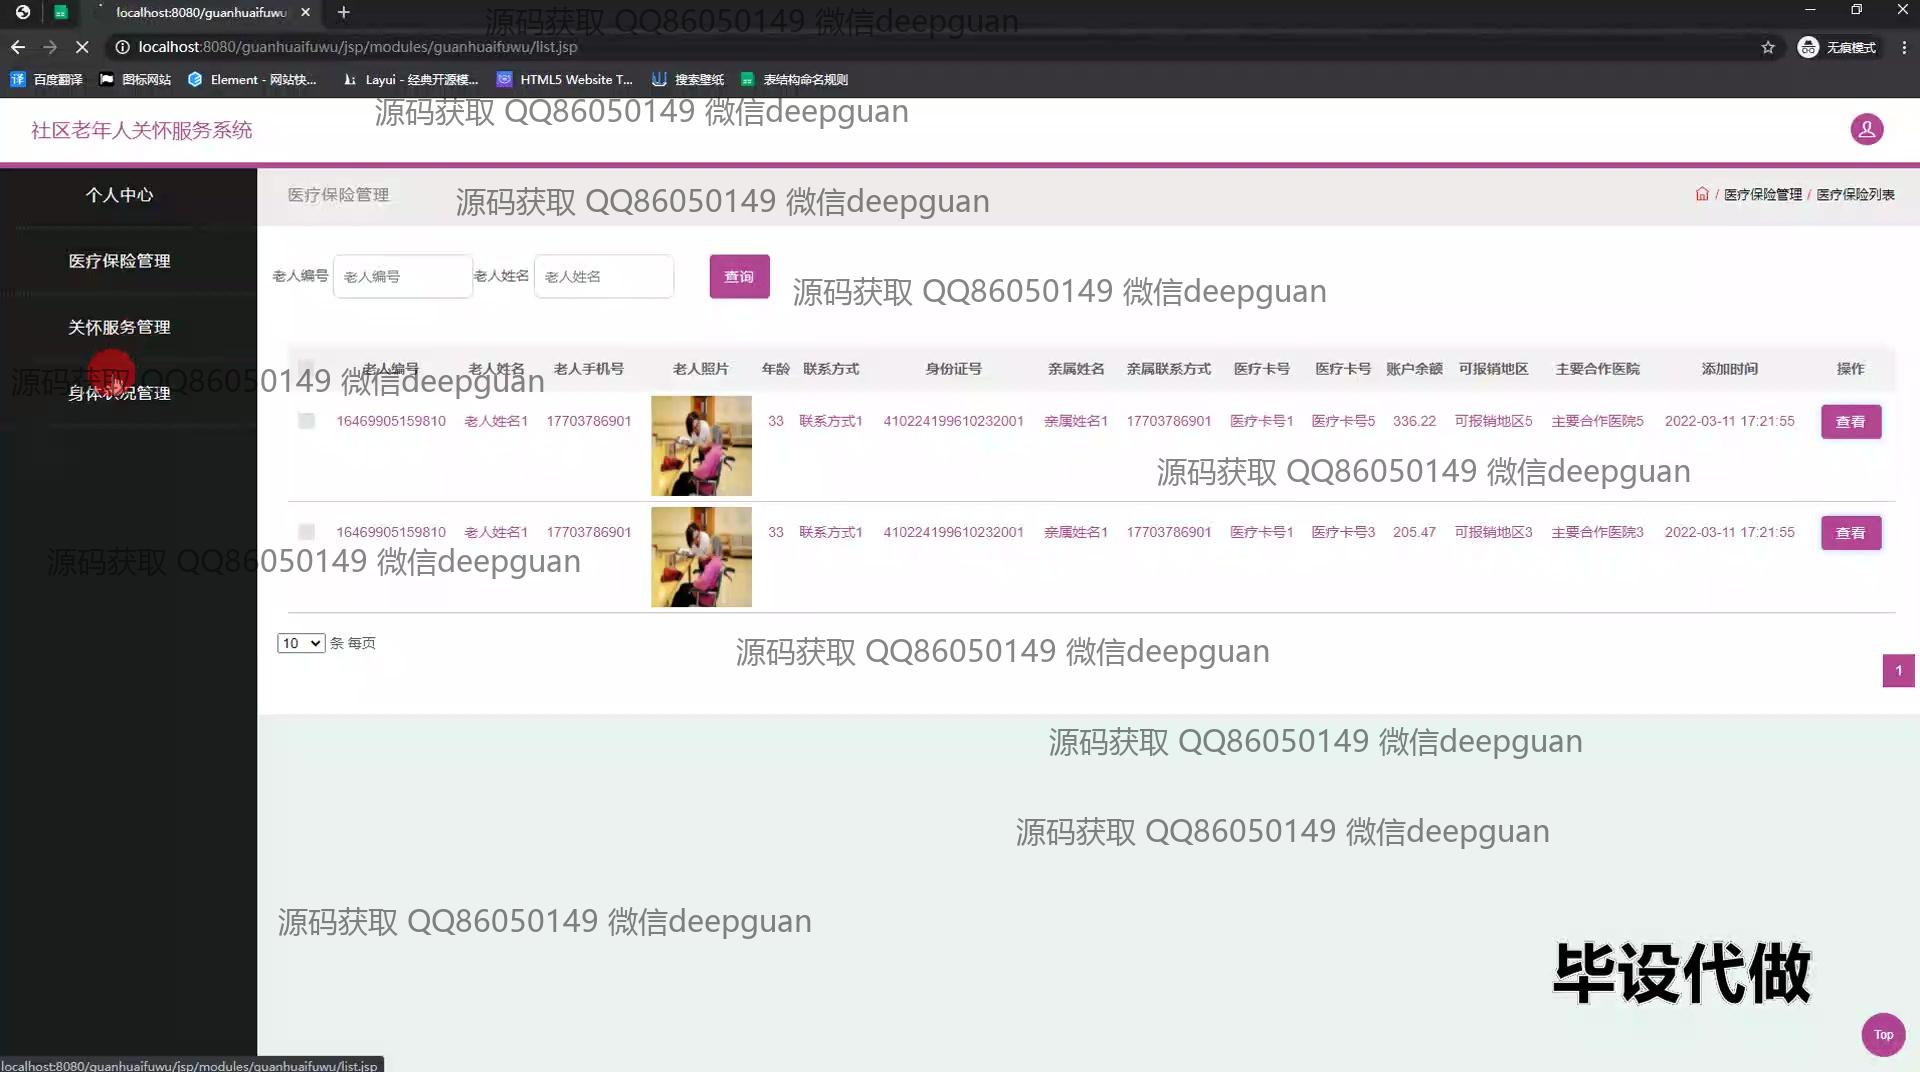 localhost:8080/guanhuaifuwu
源码获取 QQ86050149 微信deepguan
localhost:8080/guanhuaifuwu/jsp/modules/guanhuaifuwu/list.jsp
无痕模式
百度翻译 图标网站 Element - 网站快... Layui - 经典开源模... HTML5 Website T... 搜索壁纸 表结构命名规则
源码获取 QQ86050149 微信deepguan
社区老年人关怀服务系统
个人中心
医疗保险管理
关怀服务管理
身体状况管理
医疗保险管理
源码获取 QQ86050149 微信deepguan
/ 医疗保险管理 / 医疗保险列表
老人编号 老人编号 老人姓名 老人姓名 查询
源码获取 QQ86050149 微信deepguan
老人编号 老人姓名 老人手机号 老人照片 年龄 联系方式 身份证号 亲属姓名 亲属联系方式 医疗卡号 医疗卡号 账户余额 可报销地区 主要合作医院 添加时间 操作
源码获取 QQ86050149 微信deepguan
16469905159810 老人姓名1 17703786901 33 联系方式1 410224199610232001 亲属姓名1 17703786901 医疗卡号1 医疗卡号5 336.22 可报销地区5 主要合作医院5 2022-03-11 17:21:55 查看
源码获取 QQ86050149 微信deepguan
16469905159810 老人姓名1 17703786901 33 联系方式1 410224199610232001 亲属姓名1 17703786901 医疗卡号1 医疗卡号3 205.47 可报销地区3 主要合作医院3 2022-03-11 17:21:55 查看
源码获取 QQ86050149 微信deepguan
10 条 每页
源码获取 QQ86050149 微信deepguan
1
源码获取 QQ86050149 微信deepguan
源码获取 QQ86050149 微信deepguan
源码获取 QQ86050149 微信deepguan
毕设代做
Top
localhost:8080/guanhuaifuwu/jsp/modules/guanhuaifuwu/list.jsp